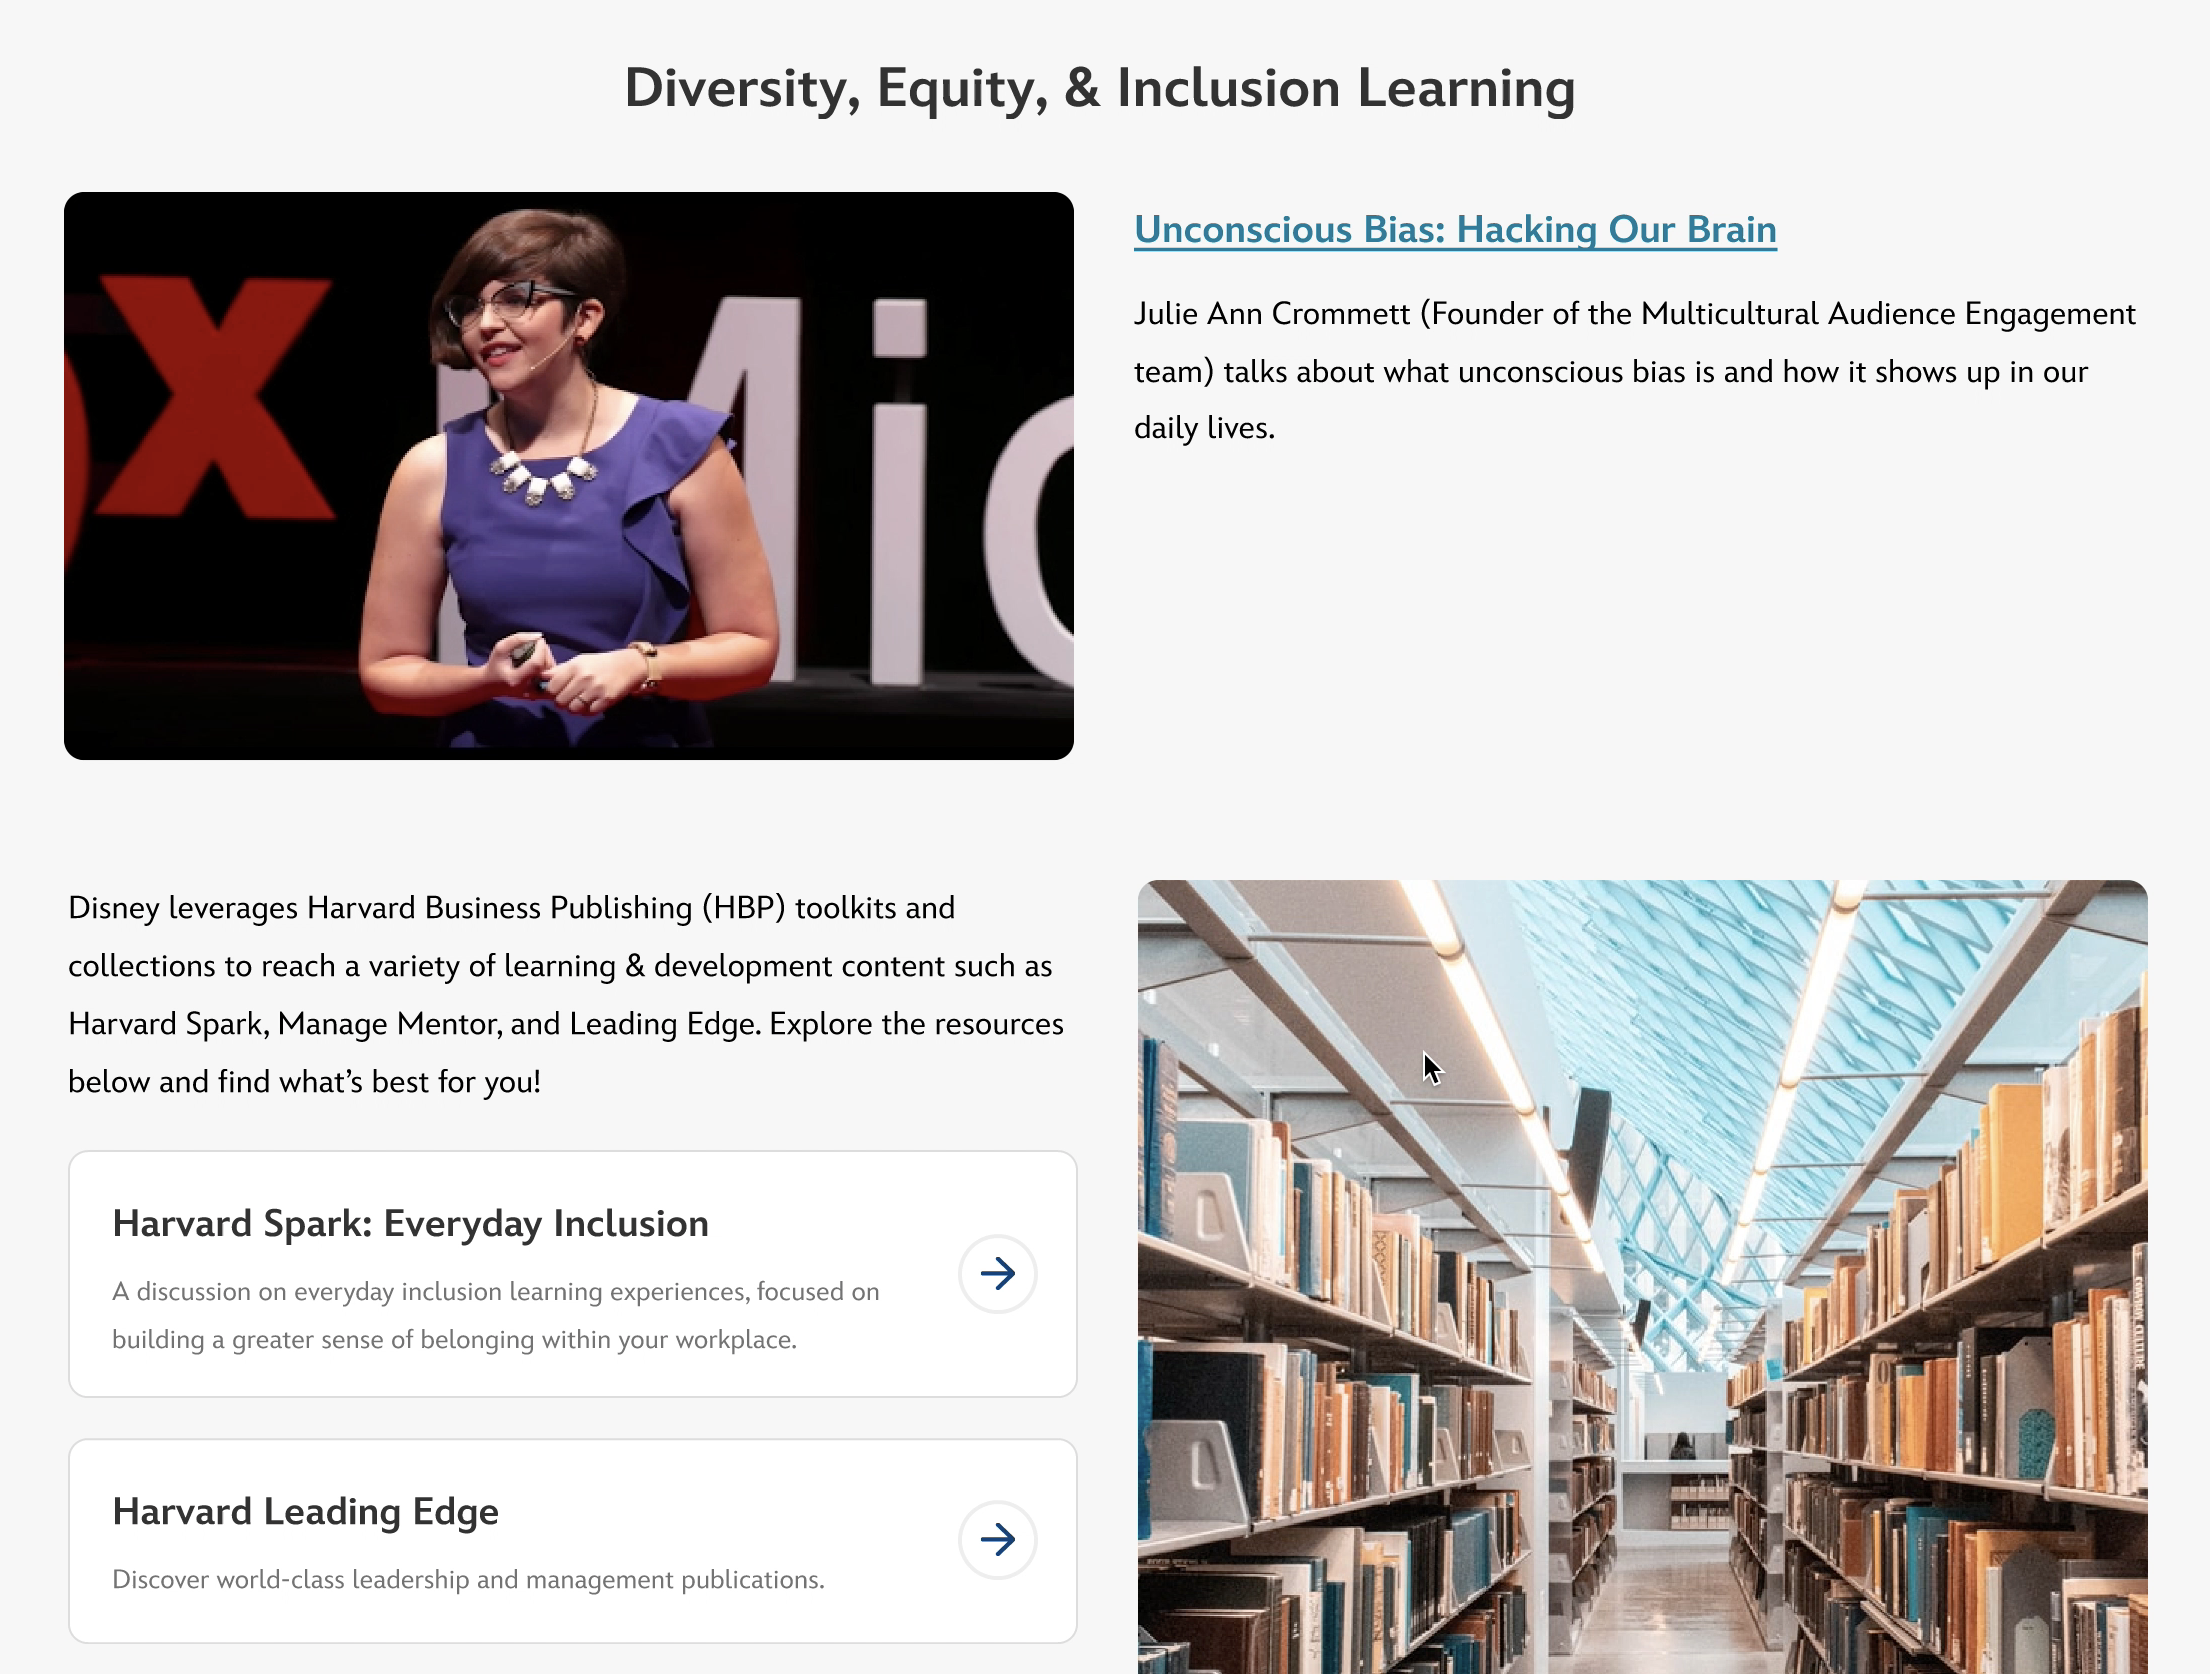 Diversity, Equity, & Inclusion Learning
X Mic
Unconscious Bias: Hacking Our Brain
Julie Ann Crommett (Founder of the Multicultural Audience Engagement
team) talks about what unconscious bias is and how it shows up in our
daily lives.
Disney leverages Harvard Business Publishing (HBP) toolkits and
collections to reach a variety of learning & development content such as
Harvard Spark, Manage Mentor, and Leading Edge. Explore the resources
below and find what’s best for you!
Harvard Spark: Everyday Inclusion
A discussion on everyday inclusion learning experiences, focused on
building a greater sense of belonging within your workplace.
Harvard Leading Edge
Discover world-class leadership and management publications.